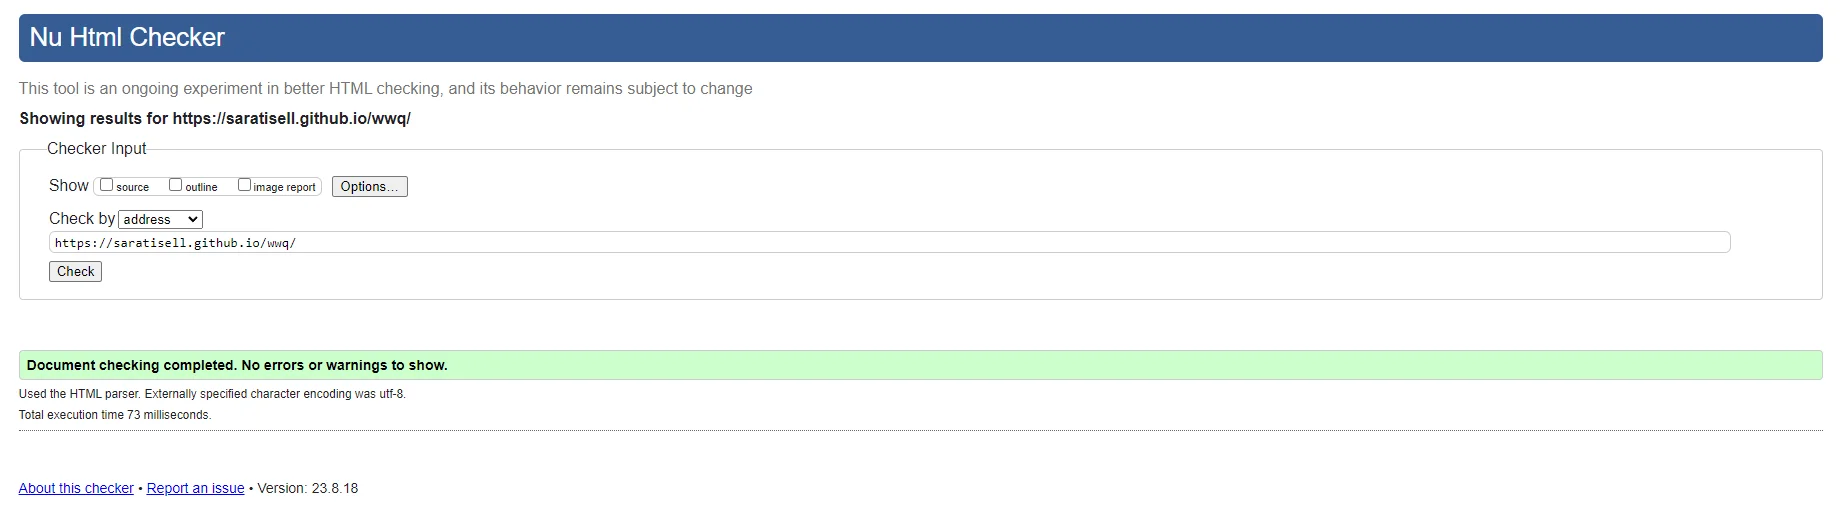 Nu Html Checker
This tool is an ongoing experiment in better HTML checking, and its behavior remains subject to change
Showing results for https://saratisell.github.io/wwq/
Checker Input
Show source outline image report Options...
Check by address
https://saratisell.github.io/wwq/
Check
Document checking completed. No errors or warnings to show.
Used the HTML parser. Externally specified character encoding was utf-8.
Total execution time 73 milliseconds.
About this checker • Report an issue • Version: 23.8.18